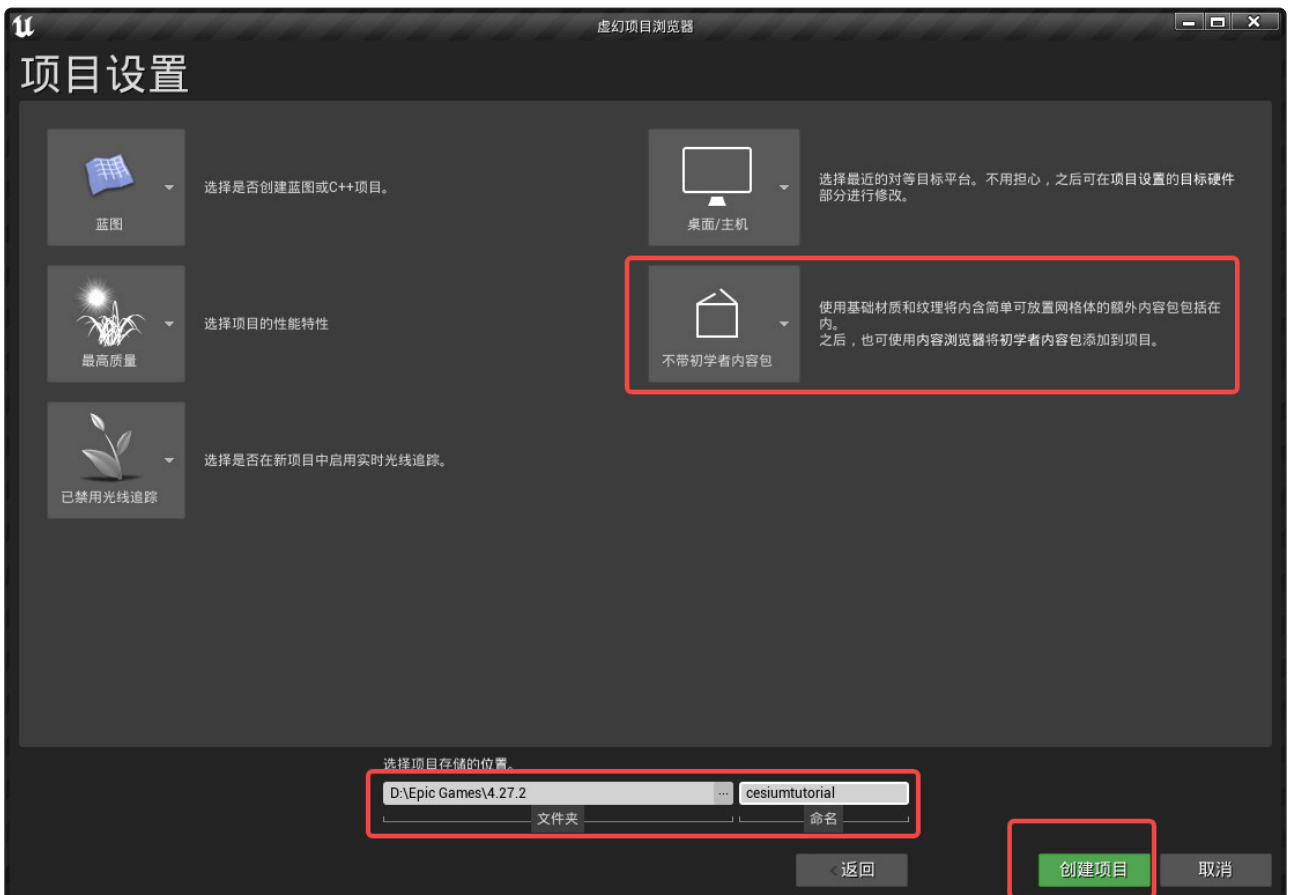 虚幻项目浏览器
项目设置
蓝图
选择是否创建蓝图或C++项目。
桌面/主机
选择最近的对等目标平台。不用担心，之后可在项目设置的目标硬件
部分进行修改。
最高质量
选择项目的性能特性
不带初学者内容包
使用基础材质和纹理将内含简单可放置网格体的额外内容包包括在
内。
之后，也可使用内容浏览器将初学者内容包添加到项目。
已禁用光线追踪
选择是否在新项目中启用实时光线追踪。
选择项目存储的位置。
D:\Epic Games\4.27.2
...
cesiumtutorial
文件夹
命名
返回
创建项目
取消